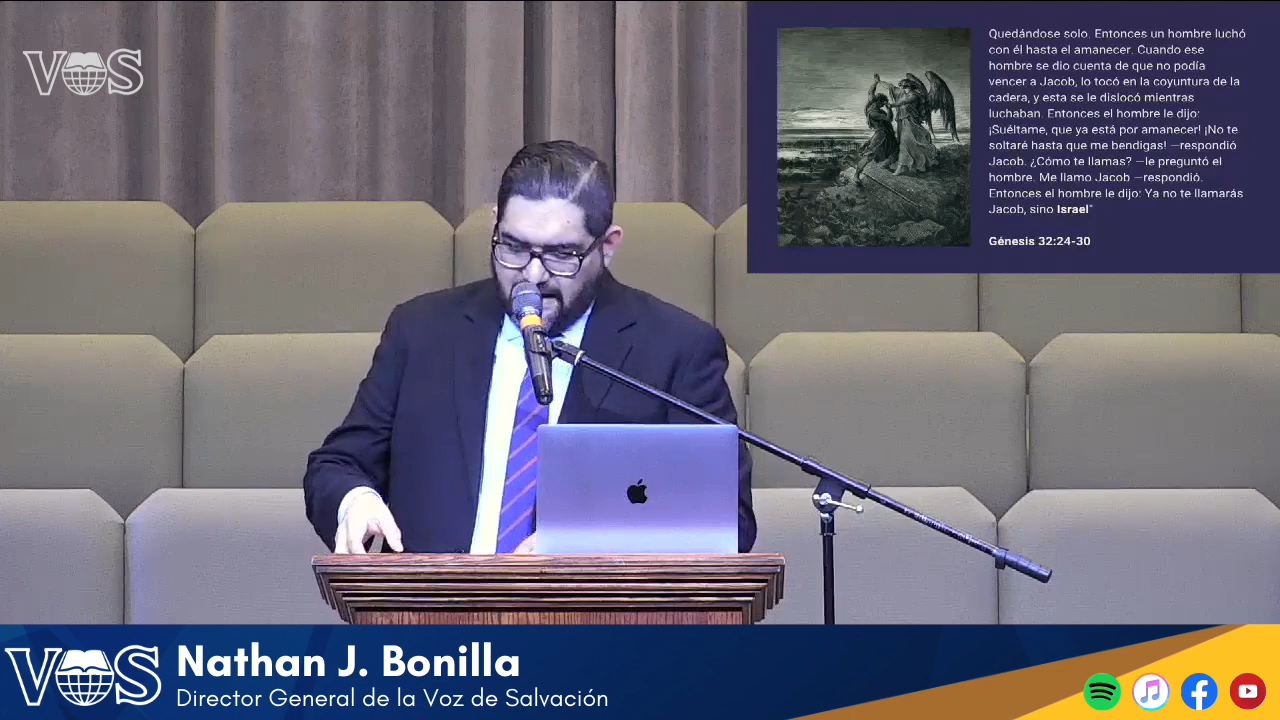 VOS
Quedándose solo. Entonces un hombre luchó
con él hasta el amanecer. Cuando ese
hombre se dio cuenta de que no podía
vencer a Jacob, lo tocó en la coyuntura de la
cadera, y esta se le dislocó mientras
luchaban. Entonces el hombre le dijo:
¡Suéltame, que ya está por amanecer! ¡No te
soltaré hasta que me bendigas! —respondió
Jacob. ¿Cómo te llamas? —le preguntó el
hombre. Me llamo Jacob —respondió.
Entonces el hombre le dijo: Ya no te llamarás
Jacob, sino Israel"
Génesis 32:24-30
VOS
Nathan J. Bonilla
Director General de la Voz de Salvación